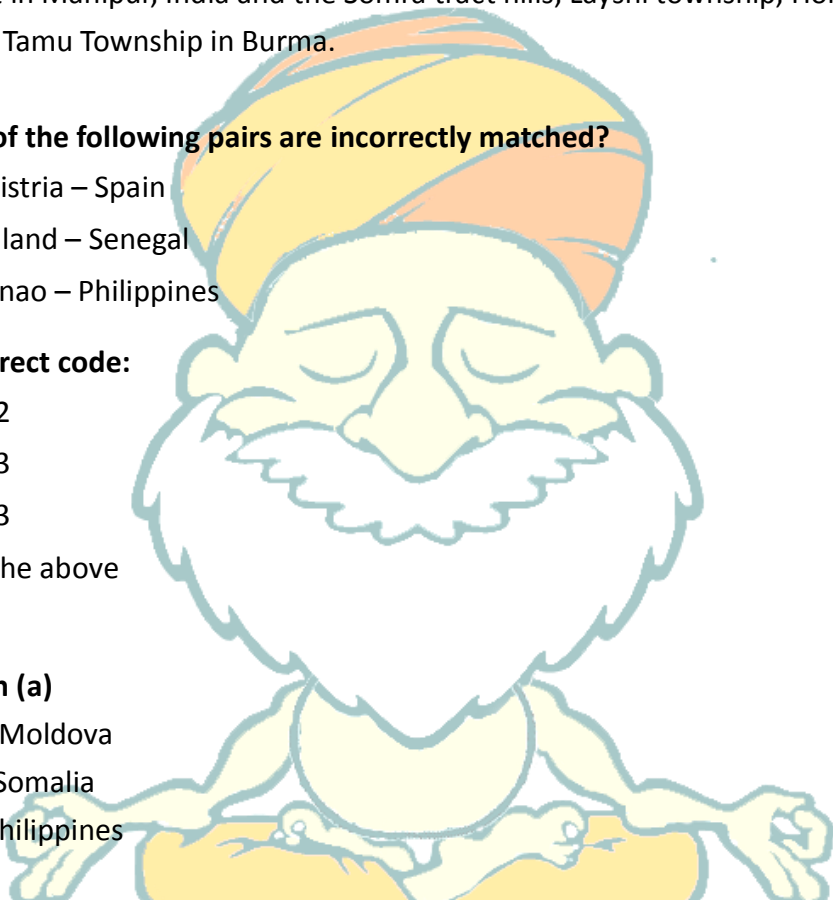 in Manipur, India and the Somra tract hills, Layshi township, Ho
Tamu Township in Burma.
of the following pairs are incorrectly matched?
istria – Spain
land – Senegal
nao – Philippines
rect code:
2
3
3
he above
n (a)
Moldova
Somalia
hilippines